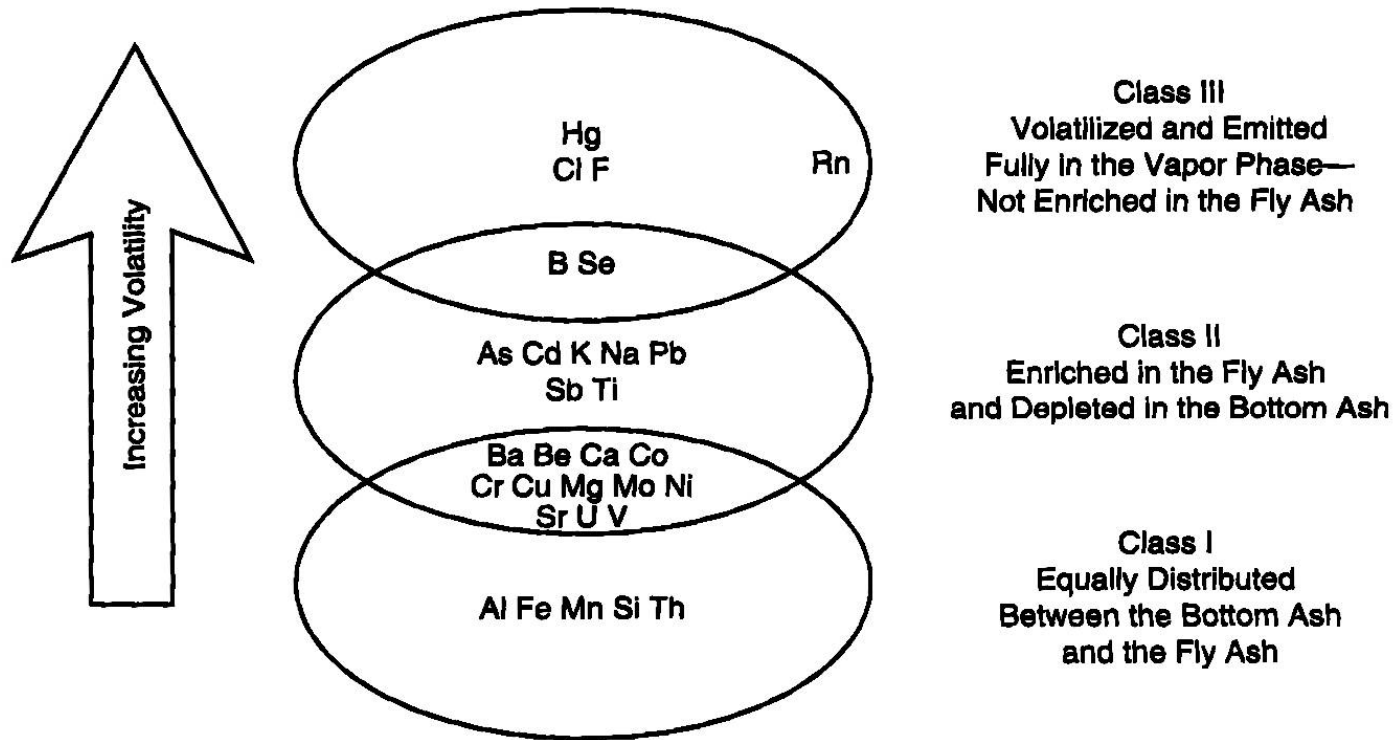 Increasing Volatility
Hg
Cl F
Rn
B Se
As Cd K Na Pb
Sb Ti
Ba Be Ca Co
Cr Cu Mg Mo Ni
Sr U V
Al Fe Mn Si Th
Class III
Volatilized and Emitted
Fully in the Vapor Phase—
Not Enriched in the Fly Ash
Class II
Enriched in the Fly Ash
and Depleted in the Bottom Ash
Class I
Equally Distributed
Between the Bottom Ash
and the Fly Ash